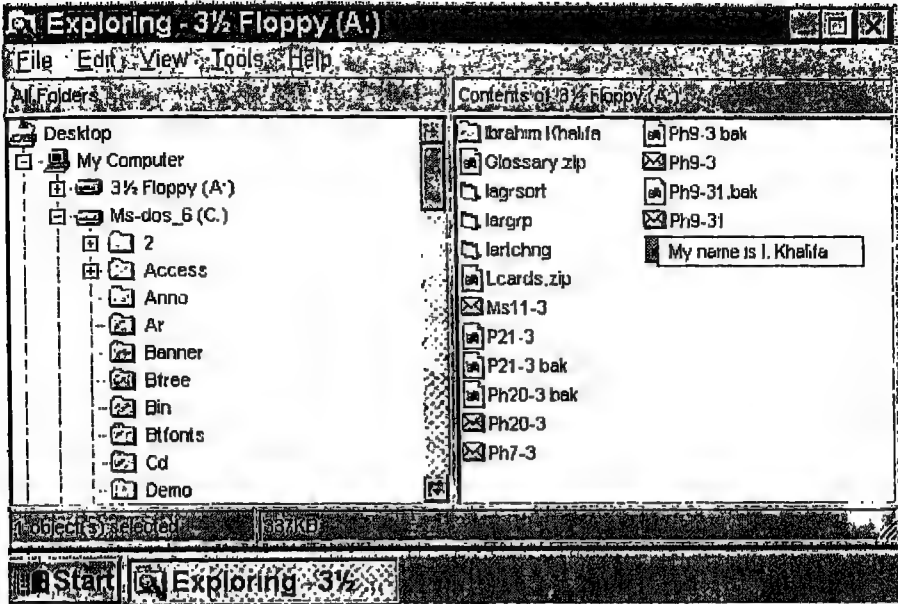 Exploring - 3½ Floppy (A:)
File Edit View Tools Help
All Folders
Contents of 3½ Floppy (A:)
Desktop
My Computer
3½ Floppy (A:)
Ms-dos_6 (C.)
2
Access
Anno
Ar
Banner
Btree
Bin
Btfonts
Cd
Demo
Ibrahim Khalifa
Glossary.zip
lagrsort
largrp
larlchng
Lcards.zip
Ms11-3
P21-3
P21-3 bak
Ph20-3 bak
Ph20-3
Ph7-3
Ph9-3 bak
Ph9-3
Ph9-31.bak
Ph9-31
My name is I. Khalifa
1 object(s) selected
337KB
Start
Exploring - 3½